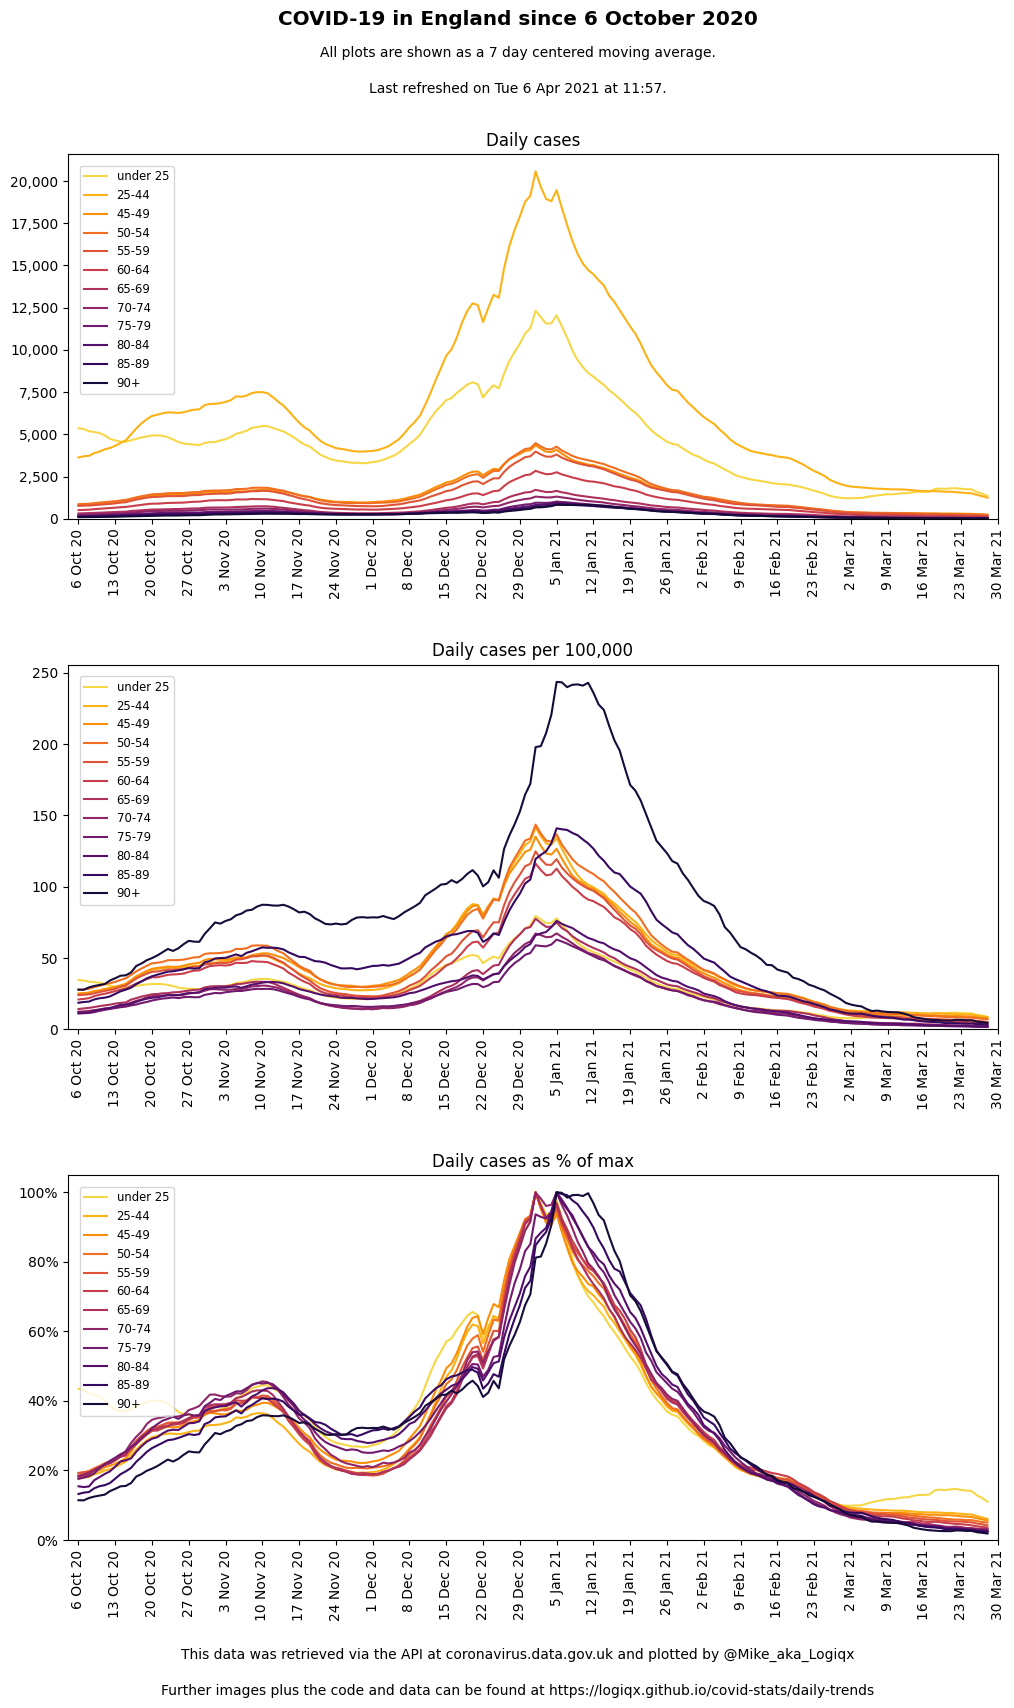 COVID-19 in England since 6 October 2020
All plots are shown as a 7 day centered moving average.
Last refreshed on Tue 6 Apr 2021 at 11:57.
Daily cases
20,000
17,500
15,000
12,500
10,000
7,500
5,000
2,500
0
under 25
25-44
45-49
50-54
55-59
60-64
65-69
70-74
75-79
80-84
85-89
90+
6 Oct 20
13 Oct 20
20 Oct 20
27 Oct 20
3 Nov 20
10 Nov 20
17 Nov 20
24 Nov 20
1 Dec 20
8 Dec 20
15 Dec 20
22 Dec 20
29 Dec 20
5 Jan 21
12 Jan 21
19 Jan 21
26 Jan 21
2 Feb 21
9 Feb 21
16 Feb 21
23 Feb 21
2 Mar 21
9 Mar 21
16 Mar 21
23 Mar 21
30 Mar 21
Daily cases per 100,000
250
200
150
100
50
0
under 25
25-44
45-49
50-54
55-59
60-64
65-69
70-74
75-79
80-84
85-89
90+
6 Oct 20
13 Oct 20
20 Oct 20
27 Oct 20
3 Nov 20
10 Nov 20
17 Nov 20
24 Nov 20
1 Dec 20
8 Dec 20
15 Dec 20
22 Dec 20
29 Dec 20
5 Jan 21
12 Jan 21
19 Jan 21
26 Jan 21
2 Feb 21
9 Feb 21
16 Feb 21
23 Feb 21
2 Mar 21
9 Mar 21
16 Mar 21
23 Mar 21
30 Mar 21
Daily cases as % of max
100%
80%
60%
40%
20%
0%
under 25
25-44
45-49
50-54
55-59
60-64
65-69
70-74
75-79
80-84
85-89
90+
6 Oct 20
13 Oct 20
20 Oct 20
27 Oct 20
3 Nov 20
10 Nov 20
17 Nov 20
24 Nov 20
1 Dec 20
8 Dec 20
15 Dec 20
22 Dec 20
29 Dec 20
5 Jan 21
12 Jan 21
19 Jan 21
26 Jan 21
2 Feb 21
9 Feb 21
16 Feb 21
23 Feb 21
2 Mar 21
9 Mar 21
16 Mar 21
23 Mar 21
30 Mar 21
This data was retrieved via the API at coronavirus.data.gov.uk and plotted by @Mike_aka_Logiqx
Further images plus the code and data can be found at https://logiqx.github.io/covid-stats/daily-trends